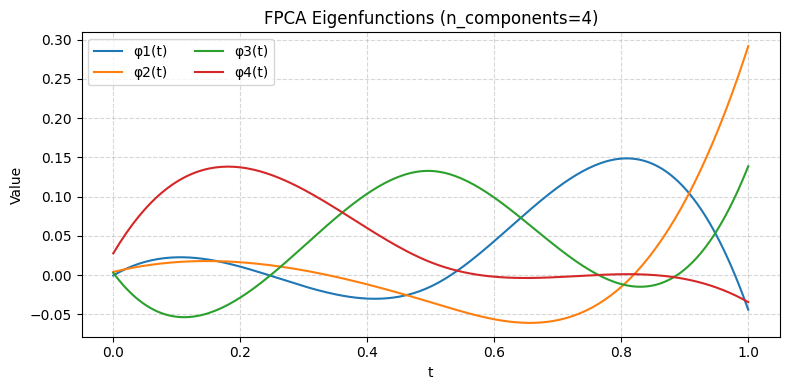 FPCA Eigenfunctions (n_components=4)
φ1(t)
φ2(t)
φ3(t)
φ4(t)
Value
0.30
0.25
0.20
0.15
0.10
0.05
0.00
−0.05
0.0
0.2
0.4
0.6
0.8
1.0
t